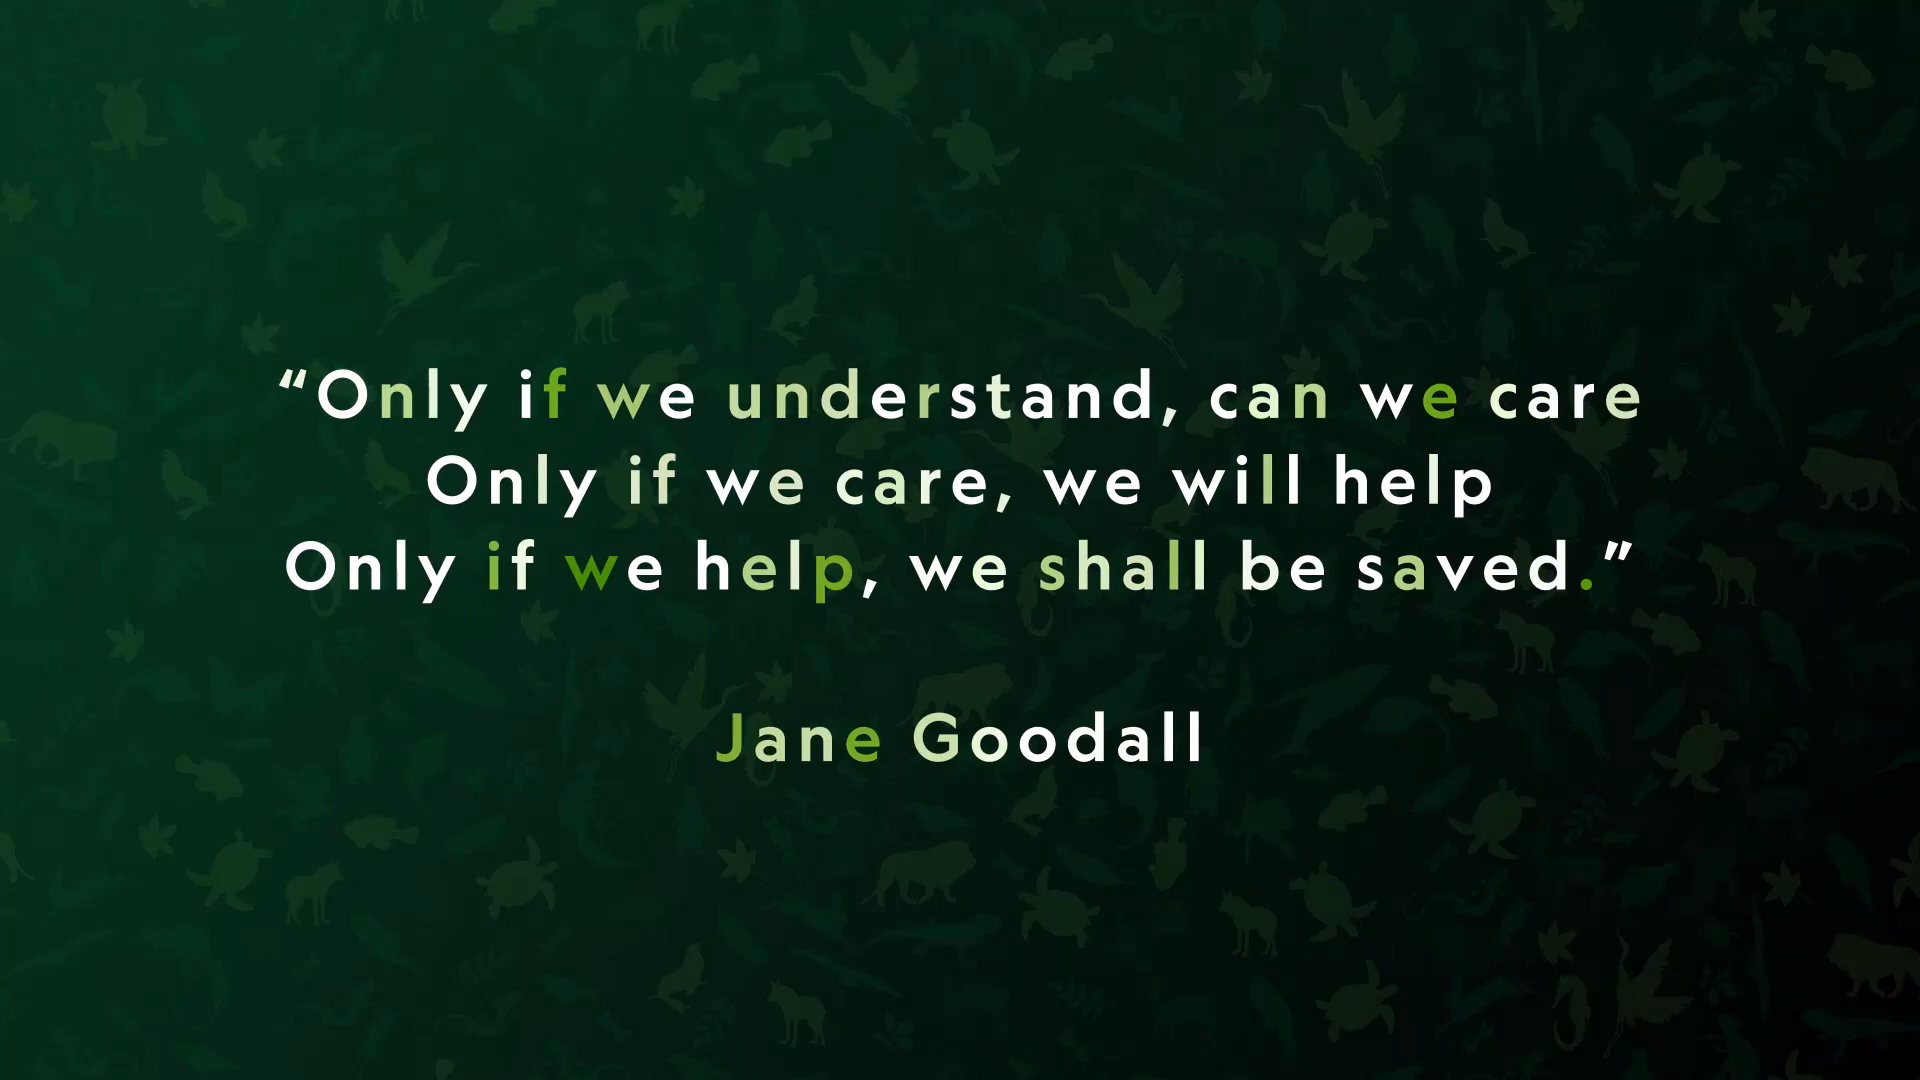 “Only if we understand, can we care
Only if we care, we will help
Only if we help, we shall be saved.”
Jane Goodall